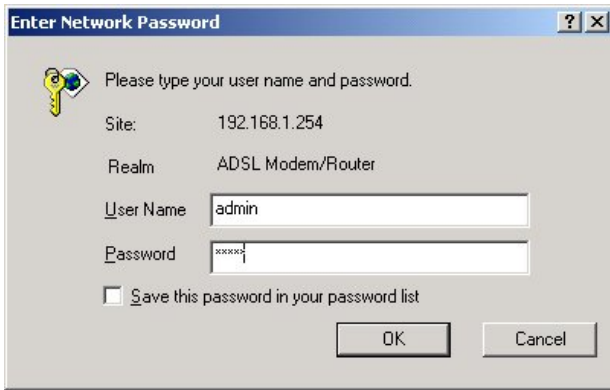 Enter Network Password
Please type your user name and password.
Site: 192.168.1.254
Realm ADSL Modem/Router
User Name admin
Password *****
Save this password in your password list
OK Cancel